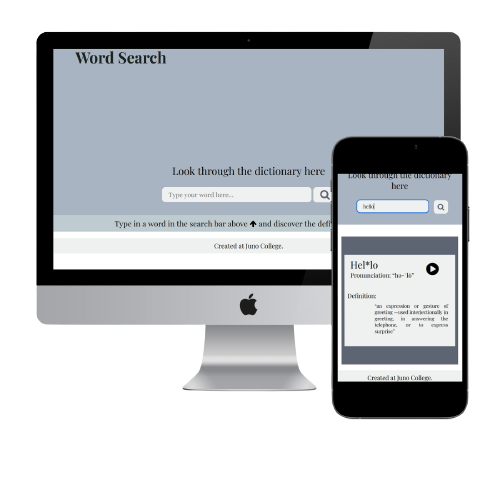 Word Search
Look through the dictionary here
Type your word here...
Type in a word in the search bar above
and discover the
Created at Juno College.
Look through the dictionary
here
hello
Hel*lo
Pronunciation: "hə-ˈlō"
Definition:
"an expression or gesture of
greeting —used interjectionally in
greeting, in answering the
telephone, or to express
surprise"
Created at Juno College.